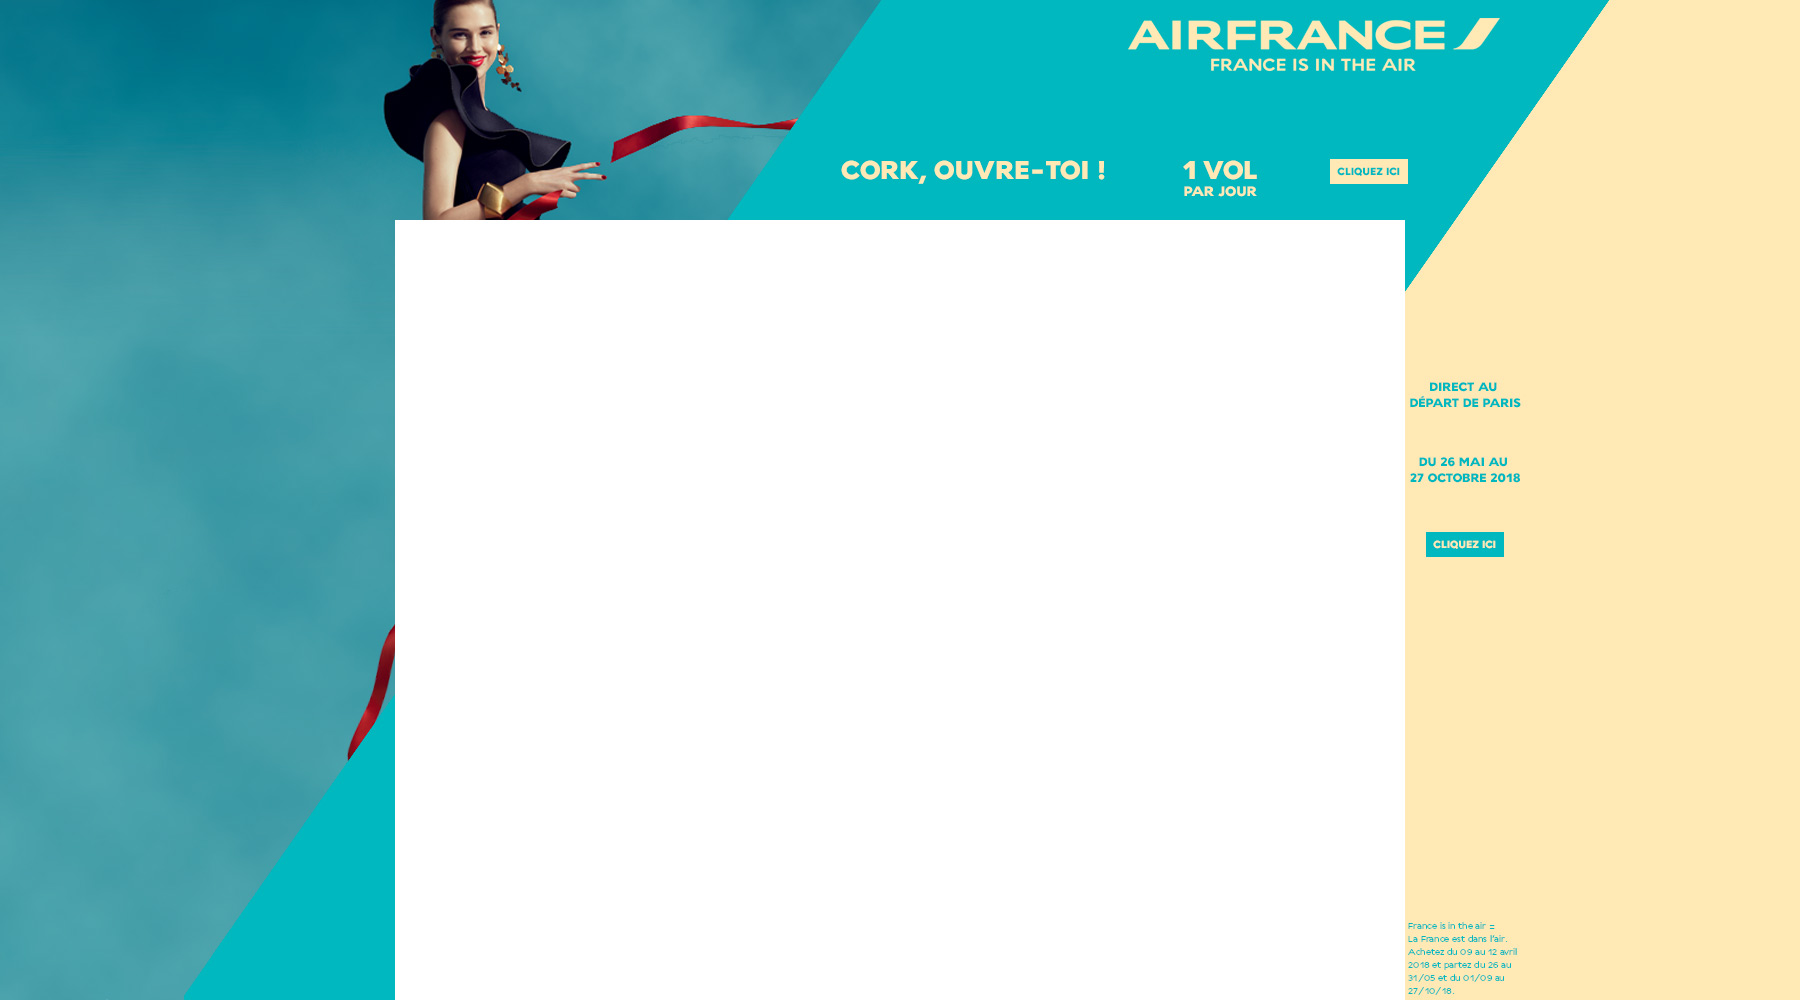 AIRFRANCE
FRANCE IS IN THE AIR
CORK, OUVRE-TOI !
1 VOL
PAR JOUR
CLIQUEZ ICI
DIRECT AU
DÉPART DE PARIS
DU 26 MAI AU
27 OCTOBRE 2018
CLIQUEZ ICI
France is in the air =
La France est dans l'air.
Achetez du 09 au 12 avril
2018 et partez du 26 au
31/05 et du 01/09 au
27/10/18.